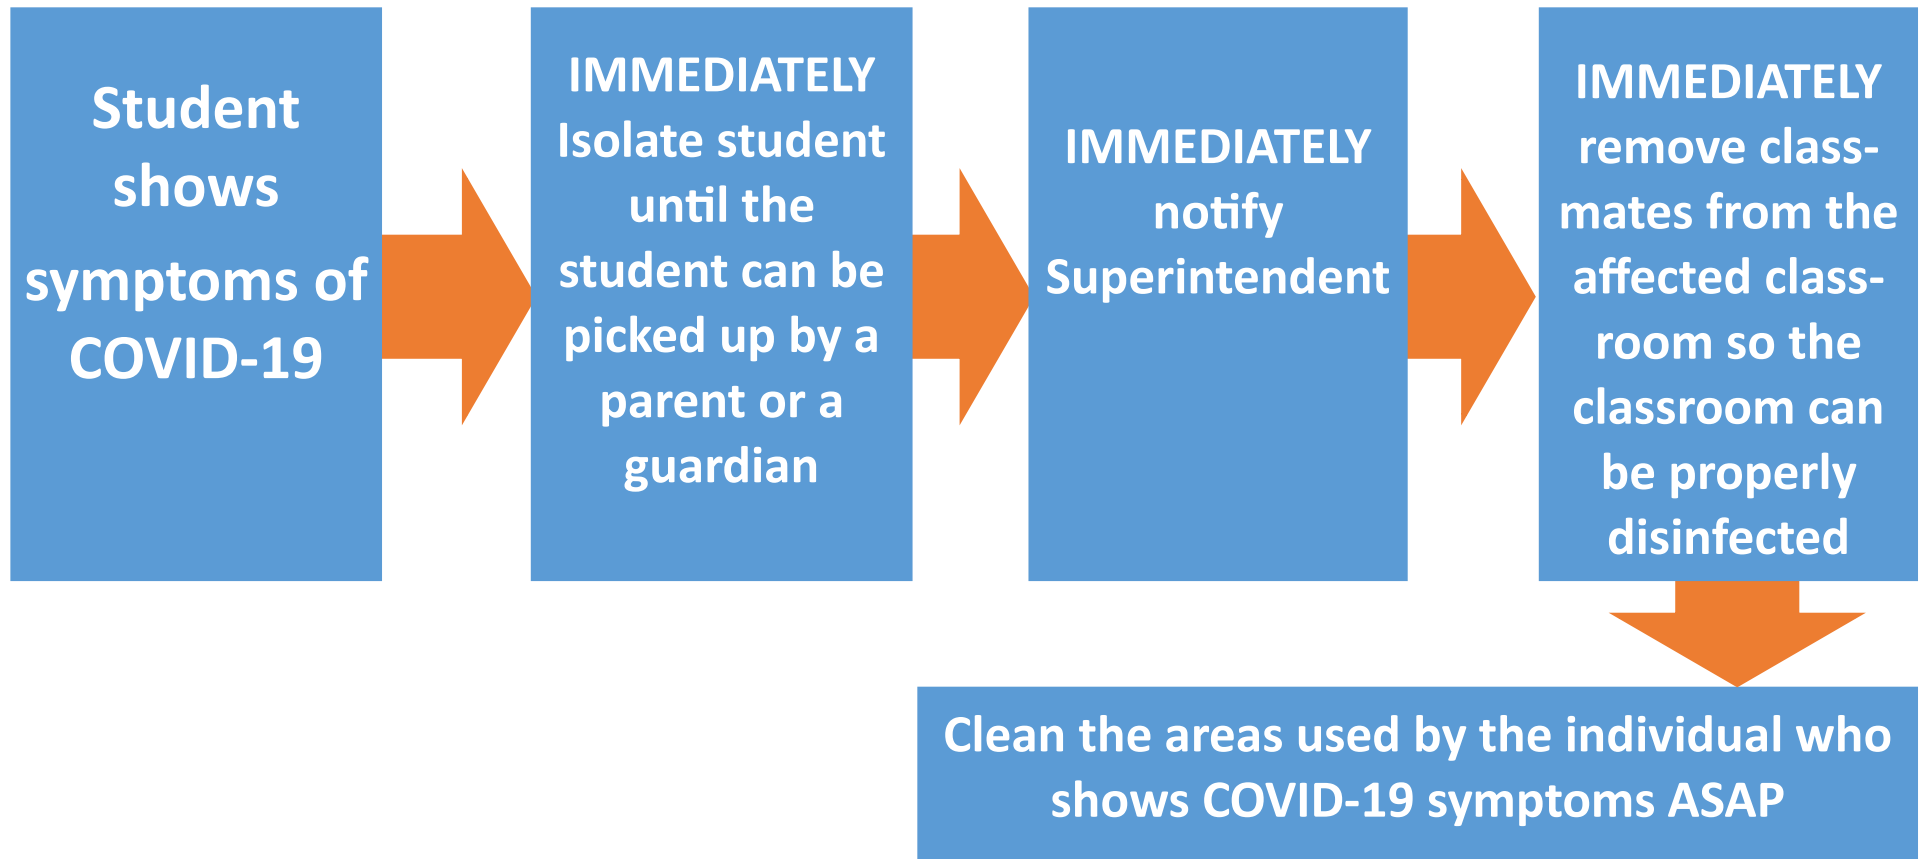 Student
shows
symptoms of
COVID-19
IMMEDIATELY
Isolate student
until the
student can be
picked up by a
parent or a
guardian
IMMEDIATELY
notify
Superintendent
IMMEDIATELY
remove class-
mates from the
affected class-
room so the
classroom can
be properly
disinfected
Clean the areas used by the individual who
shows COVID-19 symptoms ASAP